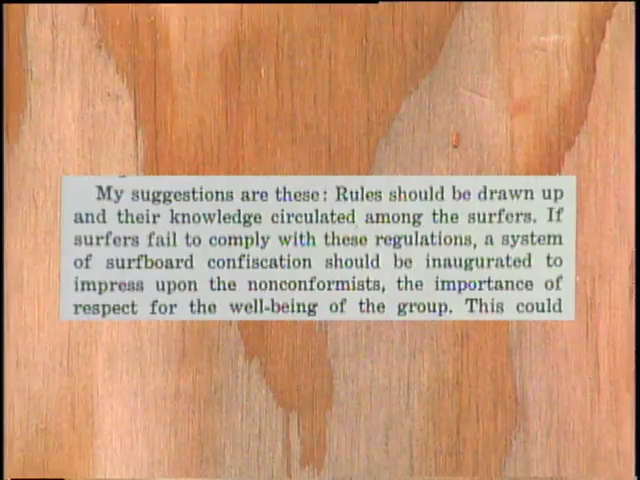 My suggestions are these: Rules should be drawn up
and their knowledge circulated among the surfers. If
surfers fail to comply with these regulations, a system
of surfboard confiscation should be inaugurated to
impress upon the nonconformists, the importance of
respect for the well-being of the group. This could